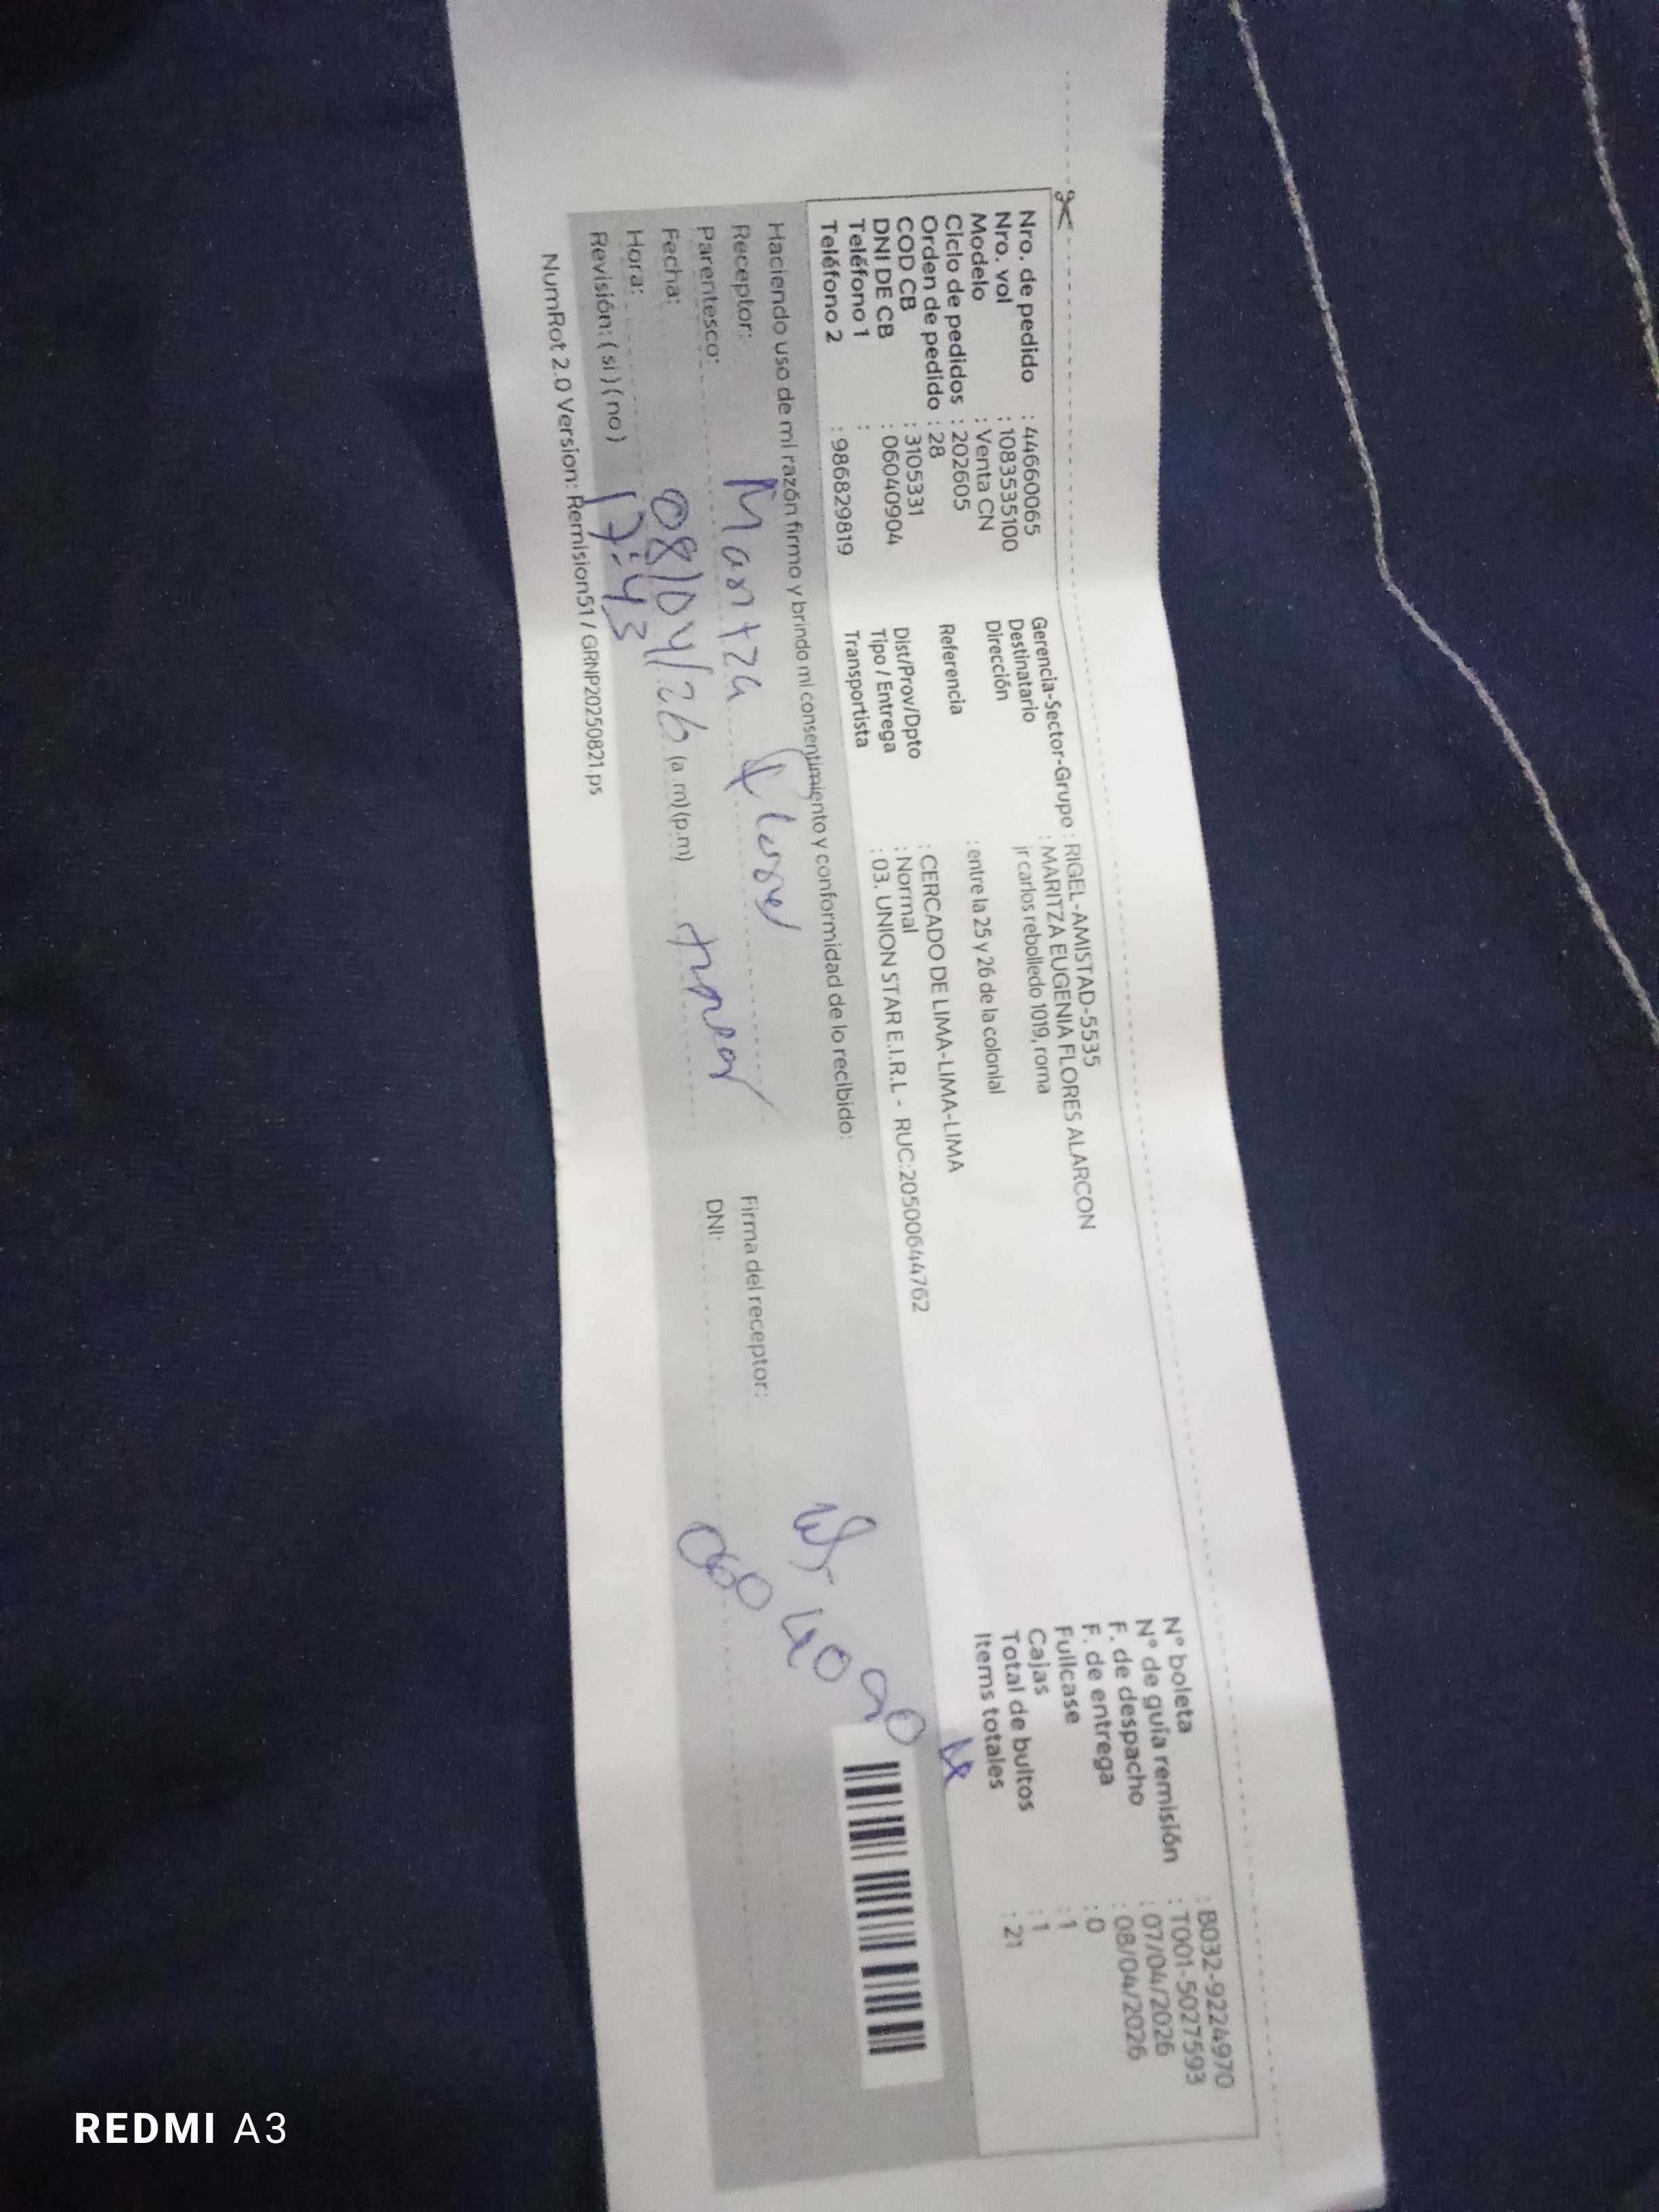 Nro. de pedido : 44660065
Nro. vol : 1083535100
Modelo : Venta CN
Ciclo de pedidos : 202605
Orden de pedido : 28
COD CB : 3105331
DNI DE CB : 06040904
Teléfono 1 :
Teléfono 2 : 986829819
Gerencia-Sector-Grupo : RIGEL-AMISTAD-5535
Destinatario : MARITZA EUGENIA FLORES ALARCON
Dirección jr carlos rebolledo 1019, roma
Referencia : entre la 25 y 26 de la colonial
Dist/Prov/Dpto : CERCADO DE LIMA-LIMA-LIMA
Tipo / Entrega : Normal
Transportista : 03. UNION STAR E.I.R.L - RUC:20500644762
N° boleta : B032-9224970
N° de guía remisión : T001-5027593
F. de despacho : 07/04/2026
F. de entrega : 08/04/2026
Fullcase : 0
Cajas : 1
Total de bultos : 1
Items totales : 21
Haciendo uso de mi razón firmo y brindo mi consentimiento y conformidad de lo recibido:
Receptor: Maritza Flores
Parentesco:
Fecha: 08/04/26
Hora: 17:43 (a.m) (p.m)
Revisión: ( si ) ( no )
Firma del receptor:
DNI: 060 4090 4
NumRot 2.0 Version: Remision51 / GRNP20250821.ps
REDMI A3